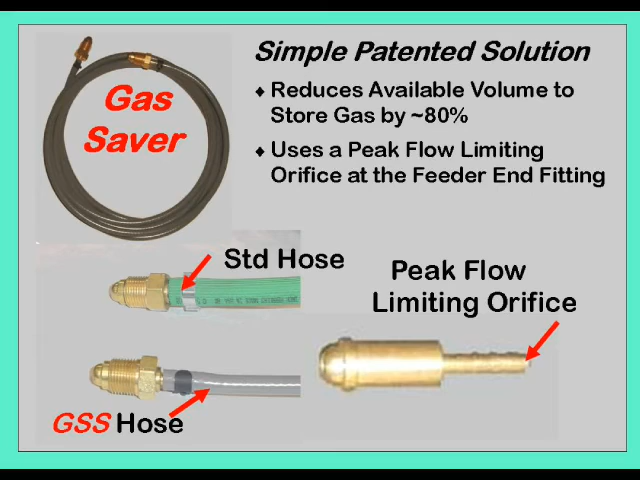 Simple Patented Solution
Gas
Saver
♦ Reduces Available Volume to
Store Gas by ~80%
♦ Uses a Peak Flow Limiting
Orifice at the Feeder End Fitting
Std Hose
Peak Flow
Limiting Orifice
GSS Hose